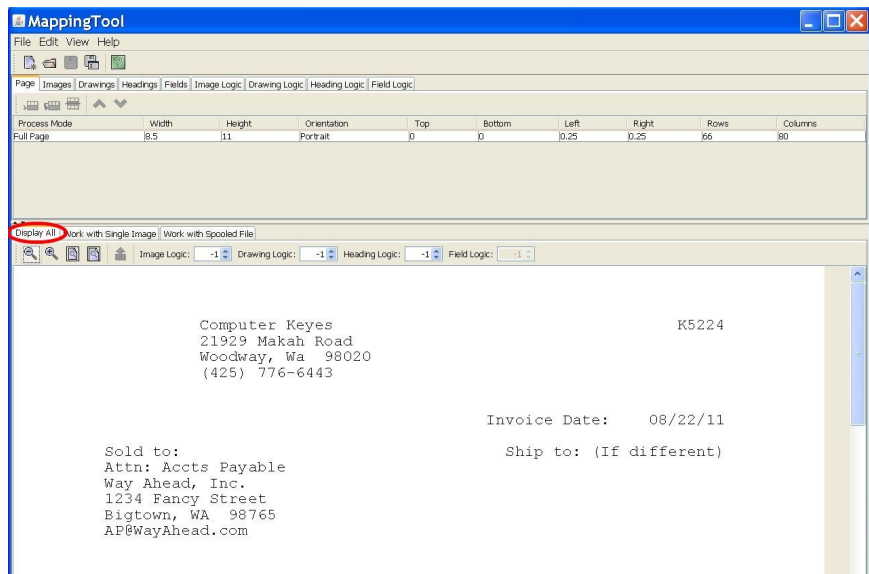 MappingTool
File Edit View Help
Page Images Drawings Headings Fields Image Logic Drawing Logic Heading Logic Field Logic
Process Mode Width Height Orientation Top Bottom Left Right Rows Columns
Full Page 8.5 11 Portrait 0 0 0.25 0.25 66 80
Display All Work with Single Image Work with Spooled File
Image Logic: -1 Drawing Logic: -1 Heading Logic: -1 Field Logic: -1
Computer Keyes K5224
21929 Makah Road
Woodway, Wa 98020
(425) 776-6443
Invoice Date: 08/22/11
Sold to: Ship to: (If different)
Attn: Accts Payable
Way Ahead, Inc.
1234 Fancy Street
Bigtown, WA 98765
AP@WayAhead.com